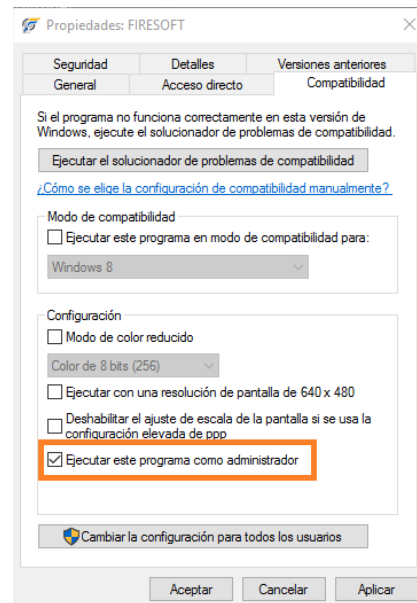 Propiedades: FIRESOFT
Seguridad Detalles Versiones anteriores
General Acceso directo Compatibilidad
Si el programa no funciona correctamente en esta versión de
Windows, ejecute el solucionador de problemas de compatibilidad.
Ejecutar el solucionador de problemas de compatibilidad
¿Cómo se elige la configuración de compatibilidad manualmente?
Modo de compatibilidad
Ejecutar este programa en modo de compatibilidad para:
Windows 8
Configuración
Modo de color reducido
Color de 8 bits (256)
Ejecutar con una resolución de pantalla de 640 x 480
Deshabilitar el ajuste de escala de la pantalla si se usa la
configuración elevada de ppp
Ejecutar este programa como administrador
Cambiar la configuración para todos los usuarios
Aceptar Cancelar Aplicar